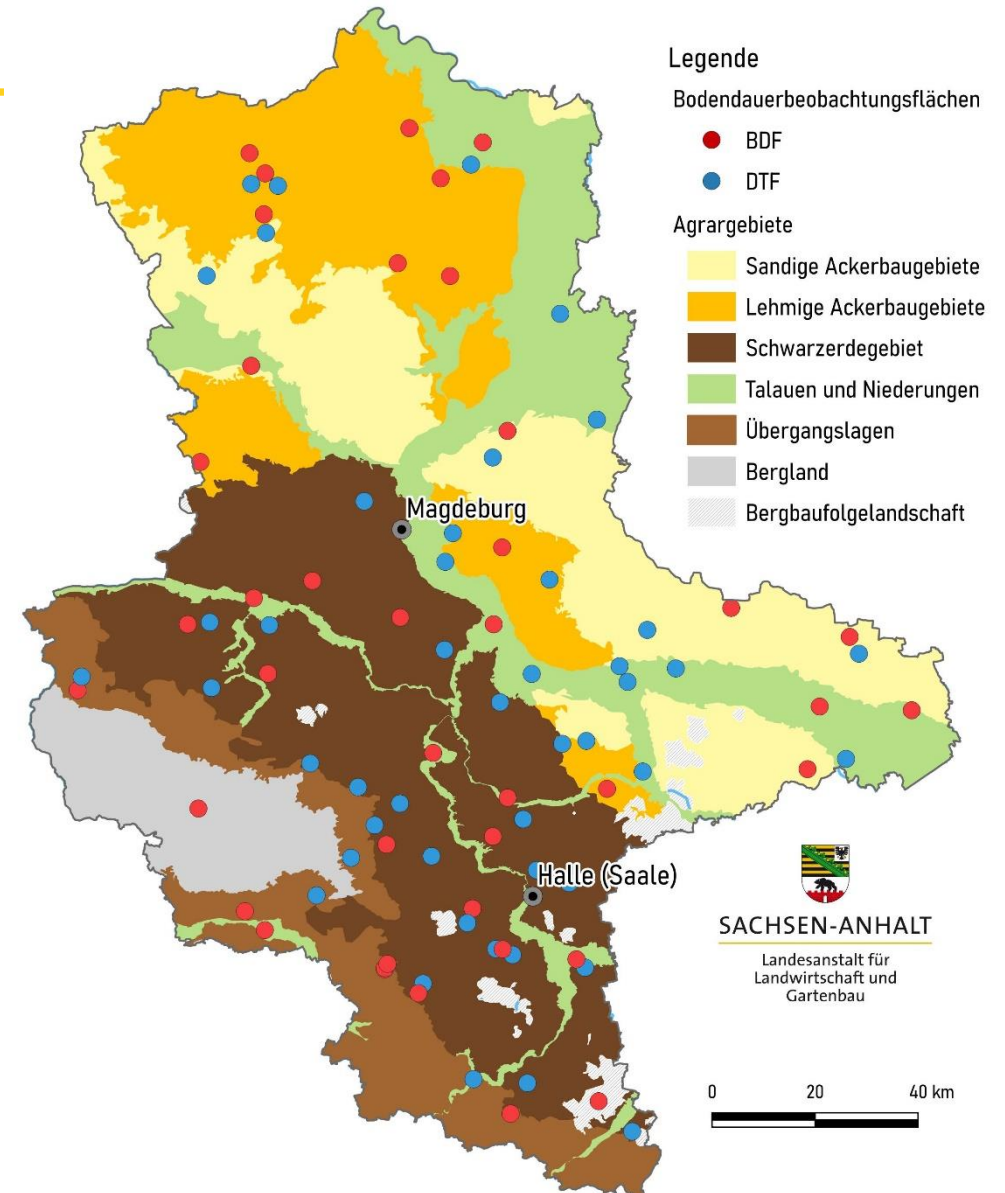 Legende
Bodendauerbeobachtungsflächen
BDF
DTF
Agrargebiete
Sandige Ackerbaugebiete
Lehmige Ackerbaugebiete
Schwarzerdegebiet
Talauen und Niederungen
Übergangslagen
Bergland
Bergbaufolgelandschaft
Magdeburg
Halle (Saale)
SACHSEN-ANHALT
Landesanstalt für
Landwirtschaft und
Gartenbau
0 20 40 km